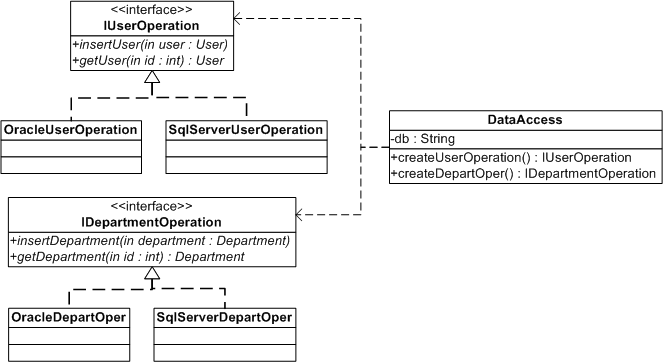 <<interface>>
IUserOperation
+insertUser(in user : User)
+getUser(in id : int) : User
OracleUserOperation
SqlServerUserOperation
DataAccess
-db : String
+createUserOperation() : IUserOperation
+createDepartOper() : IDepartmentOperation
<<interface>>
IDepartmentOperation
+insertDepartment(in department : Department)
+getDepartment(in id : int) : Department
OracleDepartOper
SqlServerDepartOper